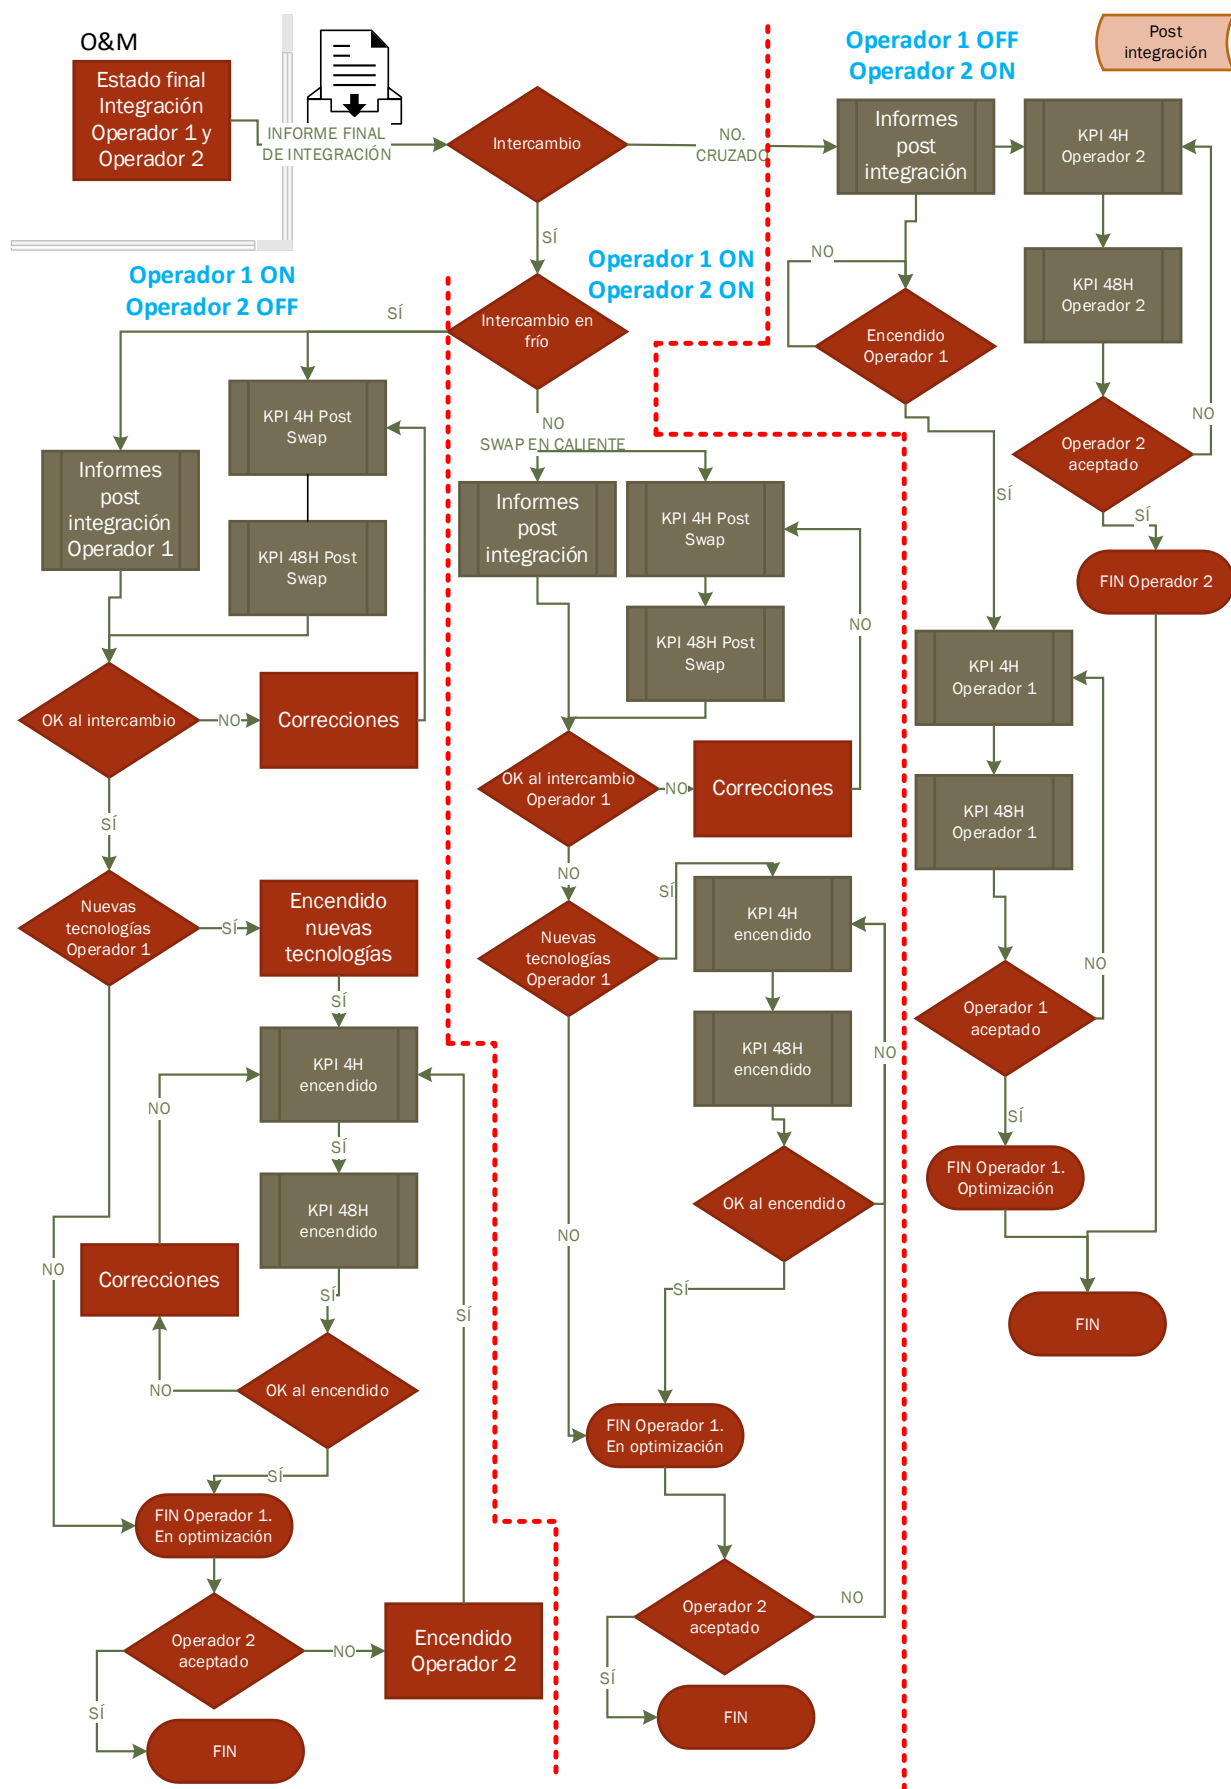 O&M
Estado final
Integración
Operador 1 y
Operador 2
INFORME FINAL
DE INTEGRACIÓN
Intercambio
NO.
CRUZADO
SÍ
Operador 1 OFF
Operador 2 ON
Post
integración
Informes
post
integración
KPI 4H
Operador 2
KPI 48H
Operador 2
NO
Encendido
Operador 1
NO
Operador 2
aceptado
SÍ
SÍ
FIN Operador 2
KPI 4H
Operador 1
KPI 48H
Operador 1
NO
Operador 1
aceptado
SÍ
FIN Operador 1.
Optimización
FIN
Operador 1 ON
Operador 2 OFF
Operador 1 ON
Operador 2 ON
SÍ
Intercambio en
frío
NO
SWAP EN CALIENTE
KPI 4H Post
Swap
Informes
post
integración
Operador 1
KPI 48H Post
Swap
OK al intercambio
NO
Correcciones
SÍ
Nuevas
tecnologías
Operador 1
SÍ
Encendido
nuevas
tecnologías
SÍ
KPI 4H
encendido
NO
SÍ
KPI 48H
encendido
NO
Correcciones
SÍ
SÍ
NO
OK al encendido
SÍ
FIN Operador 1.
En optimización
Operador 2
aceptado
NO
Encendido
Operador 2
SÍ
FIN
Informes
post
integración
KPI 4H Post
Swap
NO
KPI 48H Post
Swap
OK al intercambio
Operador 1
NO
Correcciones
NO
SÍ
Nuevas
tecnologías
Operador 1
KPI 4H
encendido
KPI 48H
encendido
NO
OK al encendido
NO
SÍ
FIN Operador 1.
En optimización
Operador 2
aceptado
NO
SÍ
FIN